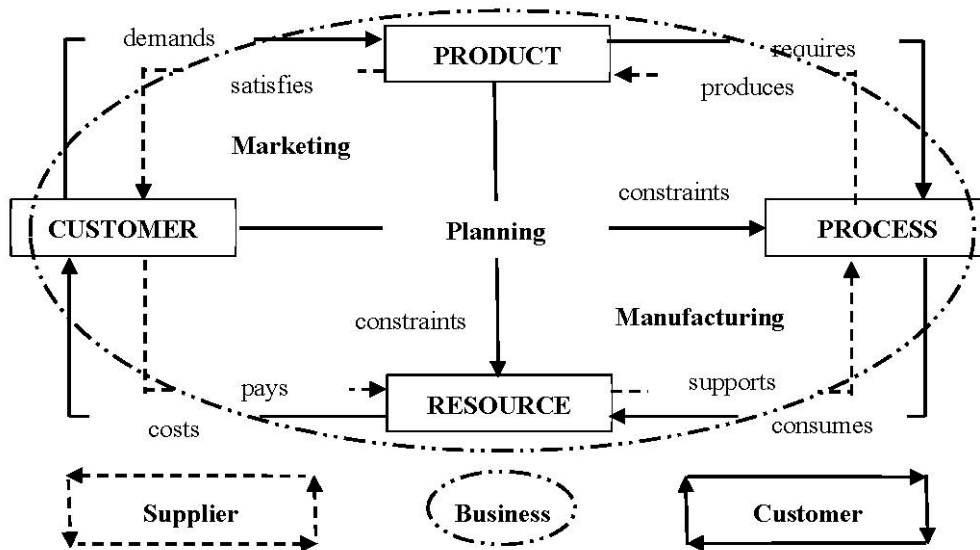 demands
PRODUCT
requires
satisfies
produces
Marketing
constraints
CUSTOMER
Planning
PROCESS
constraints
Manufacturing
pays
RESOURCE
supports
costs
consumes
Supplier
Business
Customer